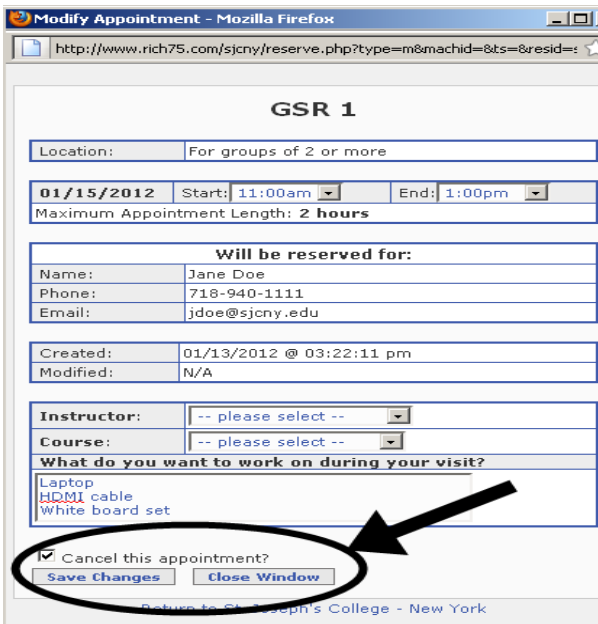 Modify Appointment - Mozilla Firefox
http://www.rich75.com/sjcny/reserve.php?type=m&machid=&ts=&resid=
GSR 1
Location: For groups of 2 or more
01/15/2012 Start: 11:00am End: 1:00pm
Maximum Appointment Length: 2 hours
Will be reserved for:
Name: Jane Doe
Phone: 718-940-1111
Email: jdoe@sjcny.edu
Created: 01/13/2012 @ 03:22:11 pm
Modified: N/A
Instructor: -- please select --
Course: -- please select --
What do you want to work on during your visit?
Laptop
HDMI cable
White board set
Cancel this appointment?
Save Changes Close Window
Return to St. Joseph's College - New York